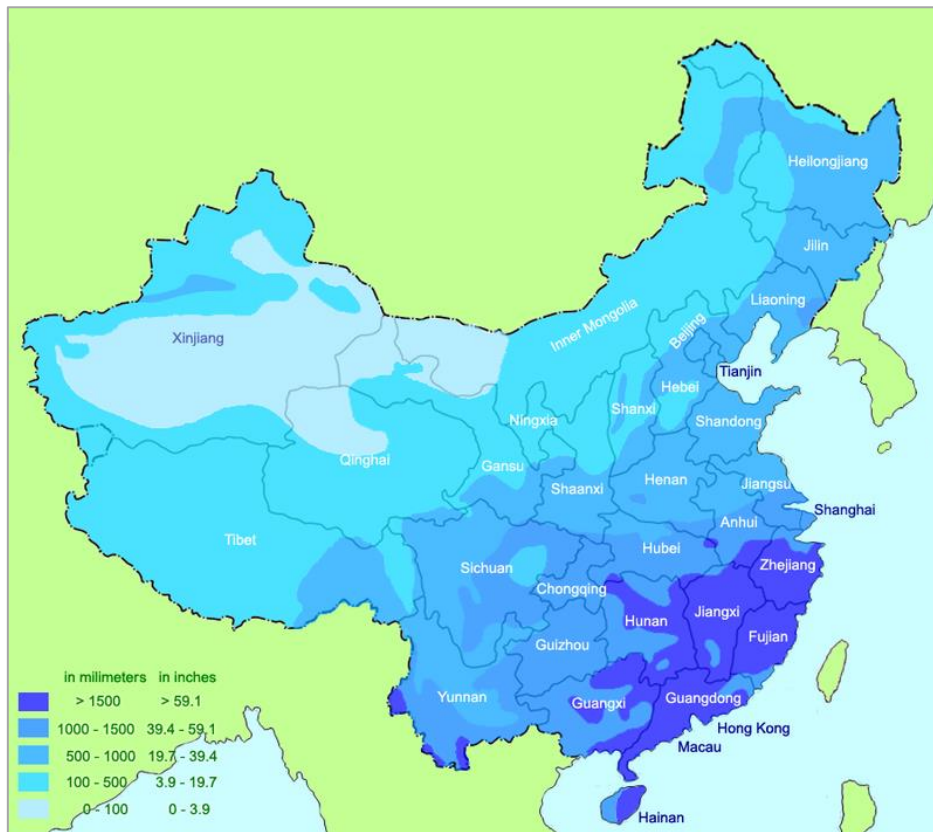 Heilongjiang
Jilin
Liaoning
Inner Mongolia
Beijing
Xinjiang
Tianjin
Hebei
Shanxi
Ningxia
Shandong
Qinghai
Gansu
Shaanxi
Henan
Jiangsu
Shanghai
Anhui
Tibet
Hubei
Zhejiang
Sichuan
Chongqing
Jiangxi
Hunan
Fujian
Guizhou
Yunnan
Guangxi
Guangdong
Hong Kong
Macau
Hainan
in milimeters in inches
> 1500 > 59.1
1000 - 1500 39.4 - 59.1
500 - 1000 19.7 - 39.4
100 - 500 3.9 - 19.7
0 - 100 0 - 3.9